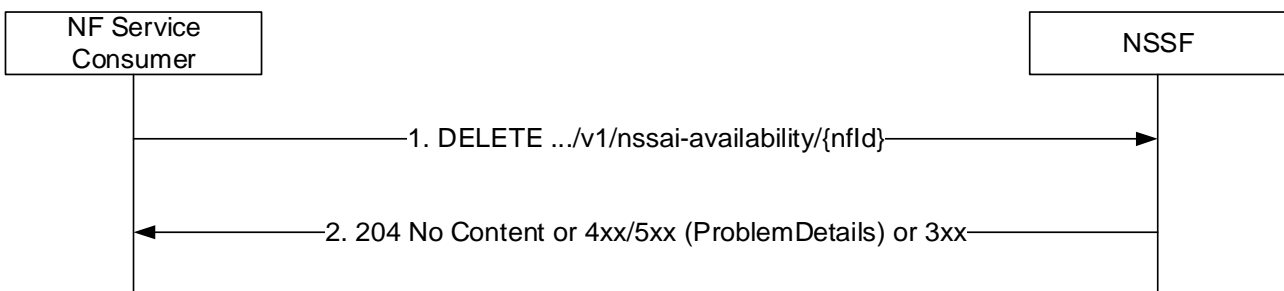 NF Service
Consumer
NSSF
1. DELETE .../v1/nssai-availability/{nfId}
2. 204 No Content or 4xx/5xx (ProblemDetails) or 3xx